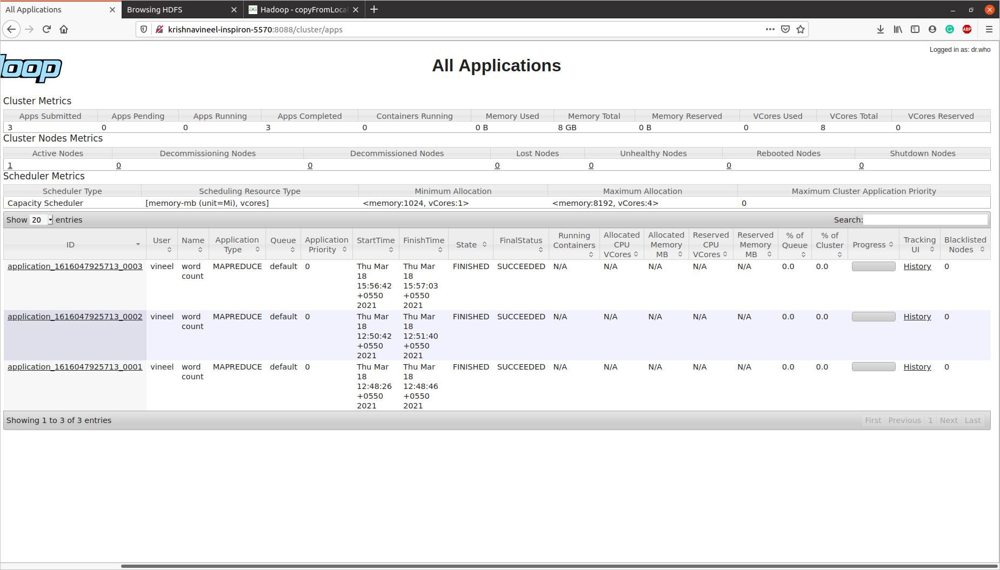 All Applications
Browsing HDFS
Hadoop - copyFromLoca
krishnavineel-inspiron-5570:8088/cluster/apps
ABP
Logged in as: dr.who
loop
All Applications
Cluster Metrics
Apps Submitted Apps Pending Apps Running Apps Completed Containers Running Memory Used Memory Total Memory Reserved VCores Used VCores Total VCores Reserved
3 0 0 3 0 0 B 8 GB 0 B 0 8 0
Cluster Nodes Metrics
Active Nodes Decommissioning Nodes Decommissioned Nodes Lost Nodes Unhealthy Nodes Rebooted Nodes Shutdown Nodes
1 0 0 0 0 0 0
Scheduler Metrics
Scheduler Type Scheduling Resource Type Minimum Allocation Maximum Allocation Maximum Cluster Application Priority
Capacity Scheduler [memory-mb (unit=Mi), vcores] <memory:1024, vCores:1> <memory:8192, vCores:4> 0
Show 20 entries Search:
ID User Name Application Type Queue Application Priority StartTime FinishTime State FinalStatus Running Containers Allocated CPU VCores Allocated Memory MB Reserved CPU VCores Reserved Memory MB % of Queue % of Cluster Progress Tracking UI Blacklisted Nodes
application_1616047925713_0003 vineel word count MAPREDUCE default 0 Thu Mar 18 15:56:42 +0550 2021 Thu Mar 18 15:57:03 +0550 2021 FINISHED SUCCEEDED N/A N/A N/A N/A N/A 0.0 0.0 History 0
application_1616047925713_0002 vineel word count MAPREDUCE default 0 Thu Mar 18 12:50:42 +0550 2021 Thu Mar 18 12:51:40 +0550 2021 FINISHED SUCCEEDED N/A N/A N/A N/A N/A 0.0 0.0 History 0
application_1616047925713_0001 vineel word count MAPREDUCE default 0 Thu Mar 18 12:48:26 +0550 2021 Thu Mar 18 12:48:46 +0550 2021 FINISHED SUCCEEDED N/A N/A N/A N/A N/A 0.0 0.0 History 0
Showing 1 to 3 of 3 entries First Previous 1 Next Last